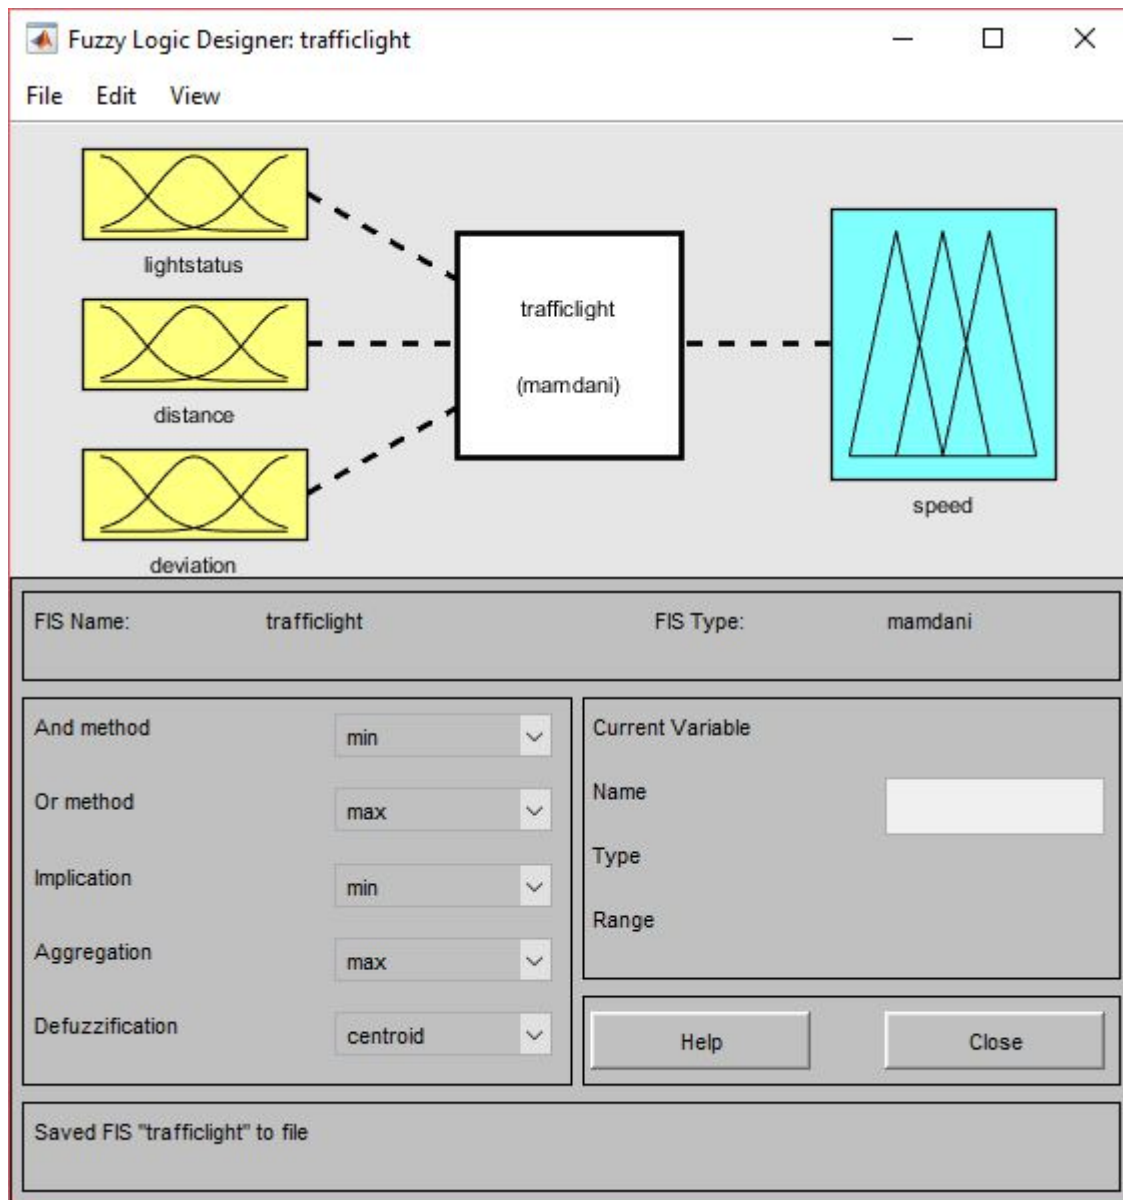 Fuzzy Logic Designer: trafficlight
File Edit View
lightstatus
distance
deviation
trafficlight
(mamdani)
speed
FIS Name: trafficlight FIS Type: mamdani
And method min
Or method max
Implication min
Aggregation max
Defuzzification centroid
Current Variable
Name
Type
Range
Help Close
Saved FIS "trafficlight" to file